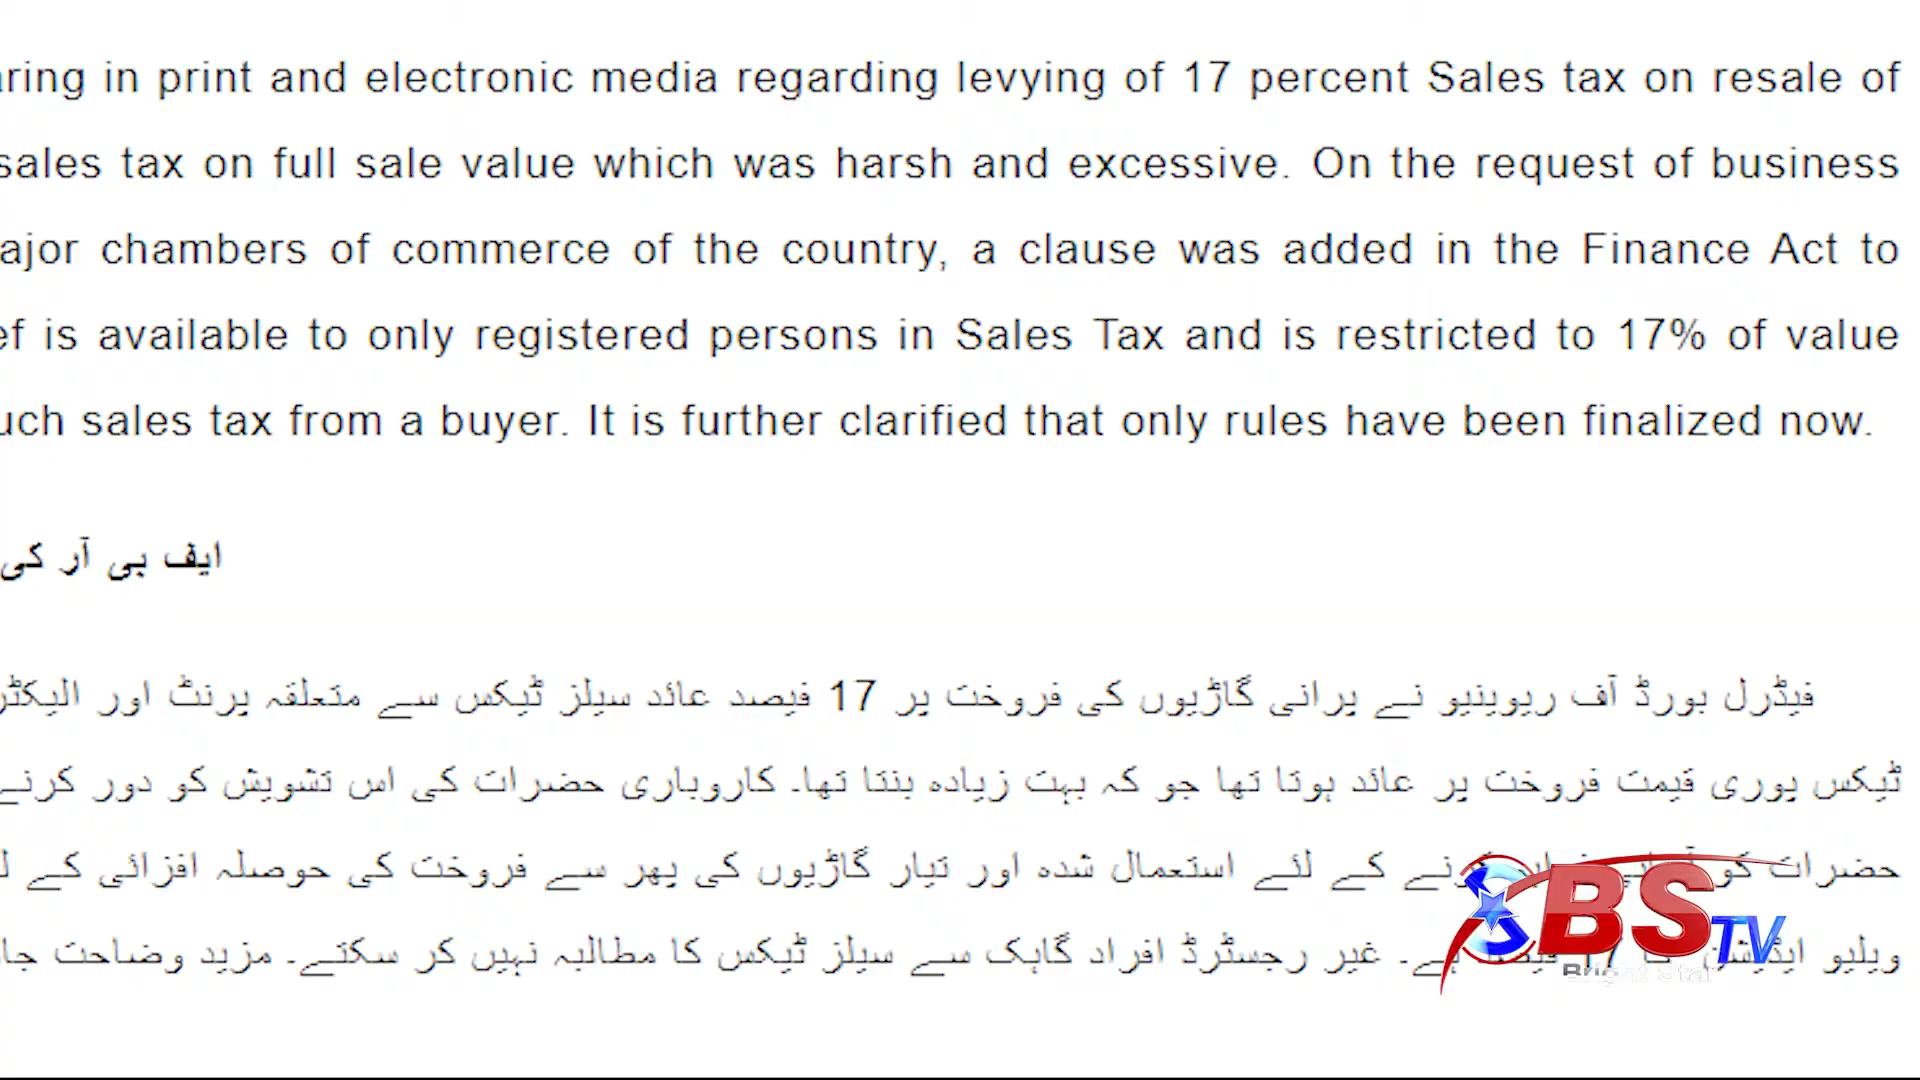 in print and electronic media regarding levying of 17 percent Sales tax on resale of
sales tax on full sale value which was harsh and excessive. On the request of business
chambers of commerce of the country, a clause was added in the Finance Act to
is available to only registered persons in Sales Tax and is restricted to 17% of value
sales tax from a buyer. It is further clarified that only rules have been finalized now.
ایف بی آر کی
فیڈرل بورڈ آف ریوینیو نے پرانی گاڑیوں کی فروخت پر 17 فیصد عائد سیلز ٹیکس سے متعلقہ پرنٹ اور
ٹیکس پوری قیمت فروخت پر عائد ہوتا تھا جو کہ بہت زیادہ بنتا تھا۔ کاروباری حضرات کی اس تشویش کو دور کرنے
حضرات کو کے لئے استعمال شدہ اور تیار گاڑیوں کی پھر سے فروخت کی حوصلہ افزائی کے
ویلیو ایڈیشن کا 17 فیصد ہے۔ غیر رجسٹرڈ افراد گاہک سے سیلز ٹیکس کا مطالبہ نہیں کر سکتے۔ مزید وضاحت
BS TV
Bright Star